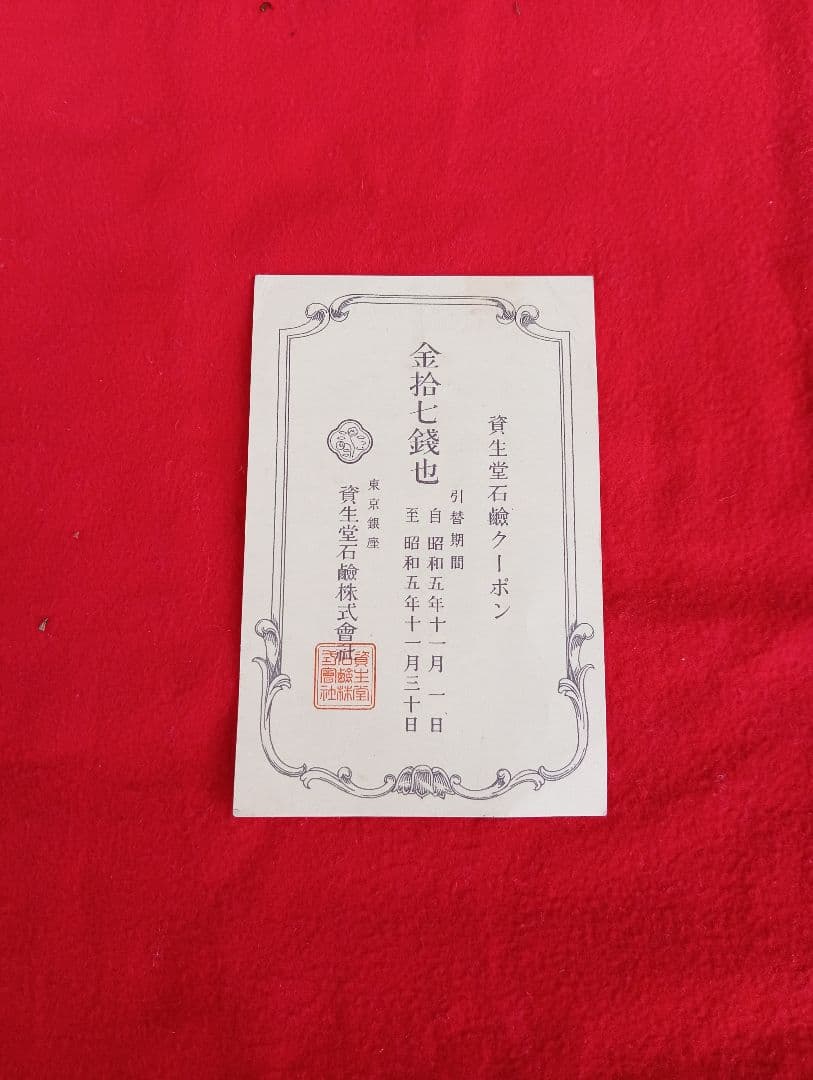 資生堂石鹼クーポン
金拾七錢也
引替期間
自 昭和五年十一月 一 日
至 昭和五年十一月三十日
東京銀座
資生堂石鹼株式會社
資生堂
石鹼株
式會社